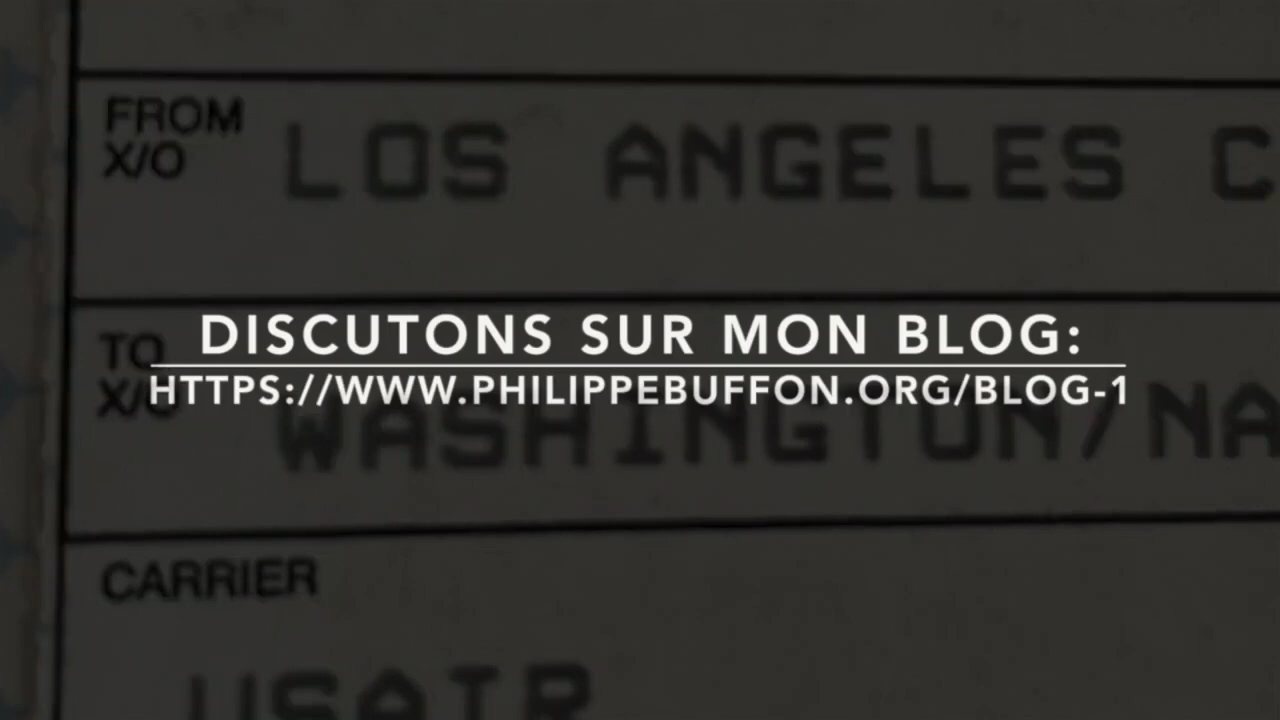 FROM
X/O
LOS ANGELES C
DISCUTONS SUR MON BLOG:
TO
X/O
HTTPS://WWW.PHILIPPEBUFFON.ORG/BLOG-1
WASHINGTON/NA
CARRIER
USAIR